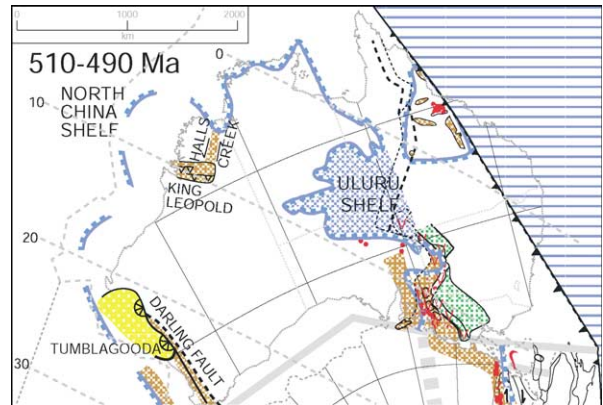 0 1000 2000
km
510-490 Ma
0
10
NORTH
CHINA
SHELF
HALLS
CREEK
KING
LEOPOLD
ULURU
SHELF
V
20
DARLING FAULT
TUMBLAGOODA
30